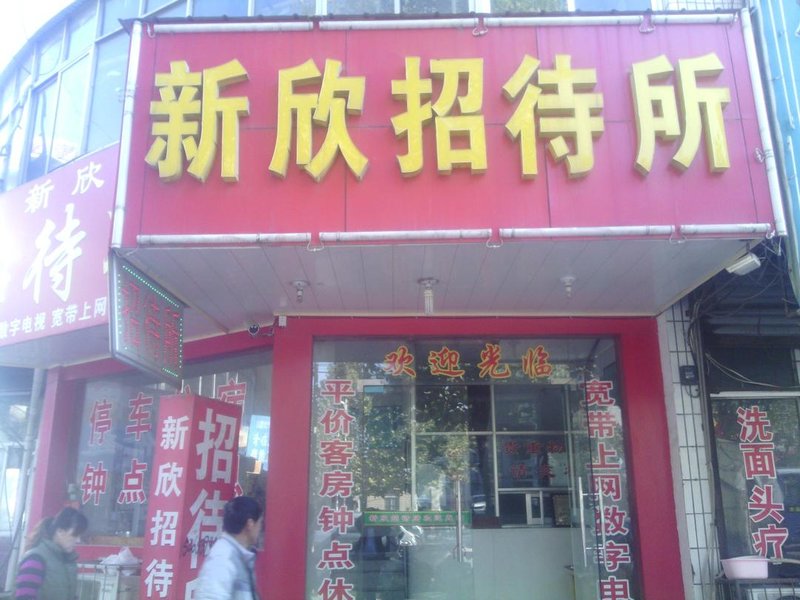 新欣招待所
新欣
待
数字电视 宽带上网
欢迎光临
平价客房钟点休
宽带上网数字电
停车
钟点
招待所
新欣招待
洗面头疗